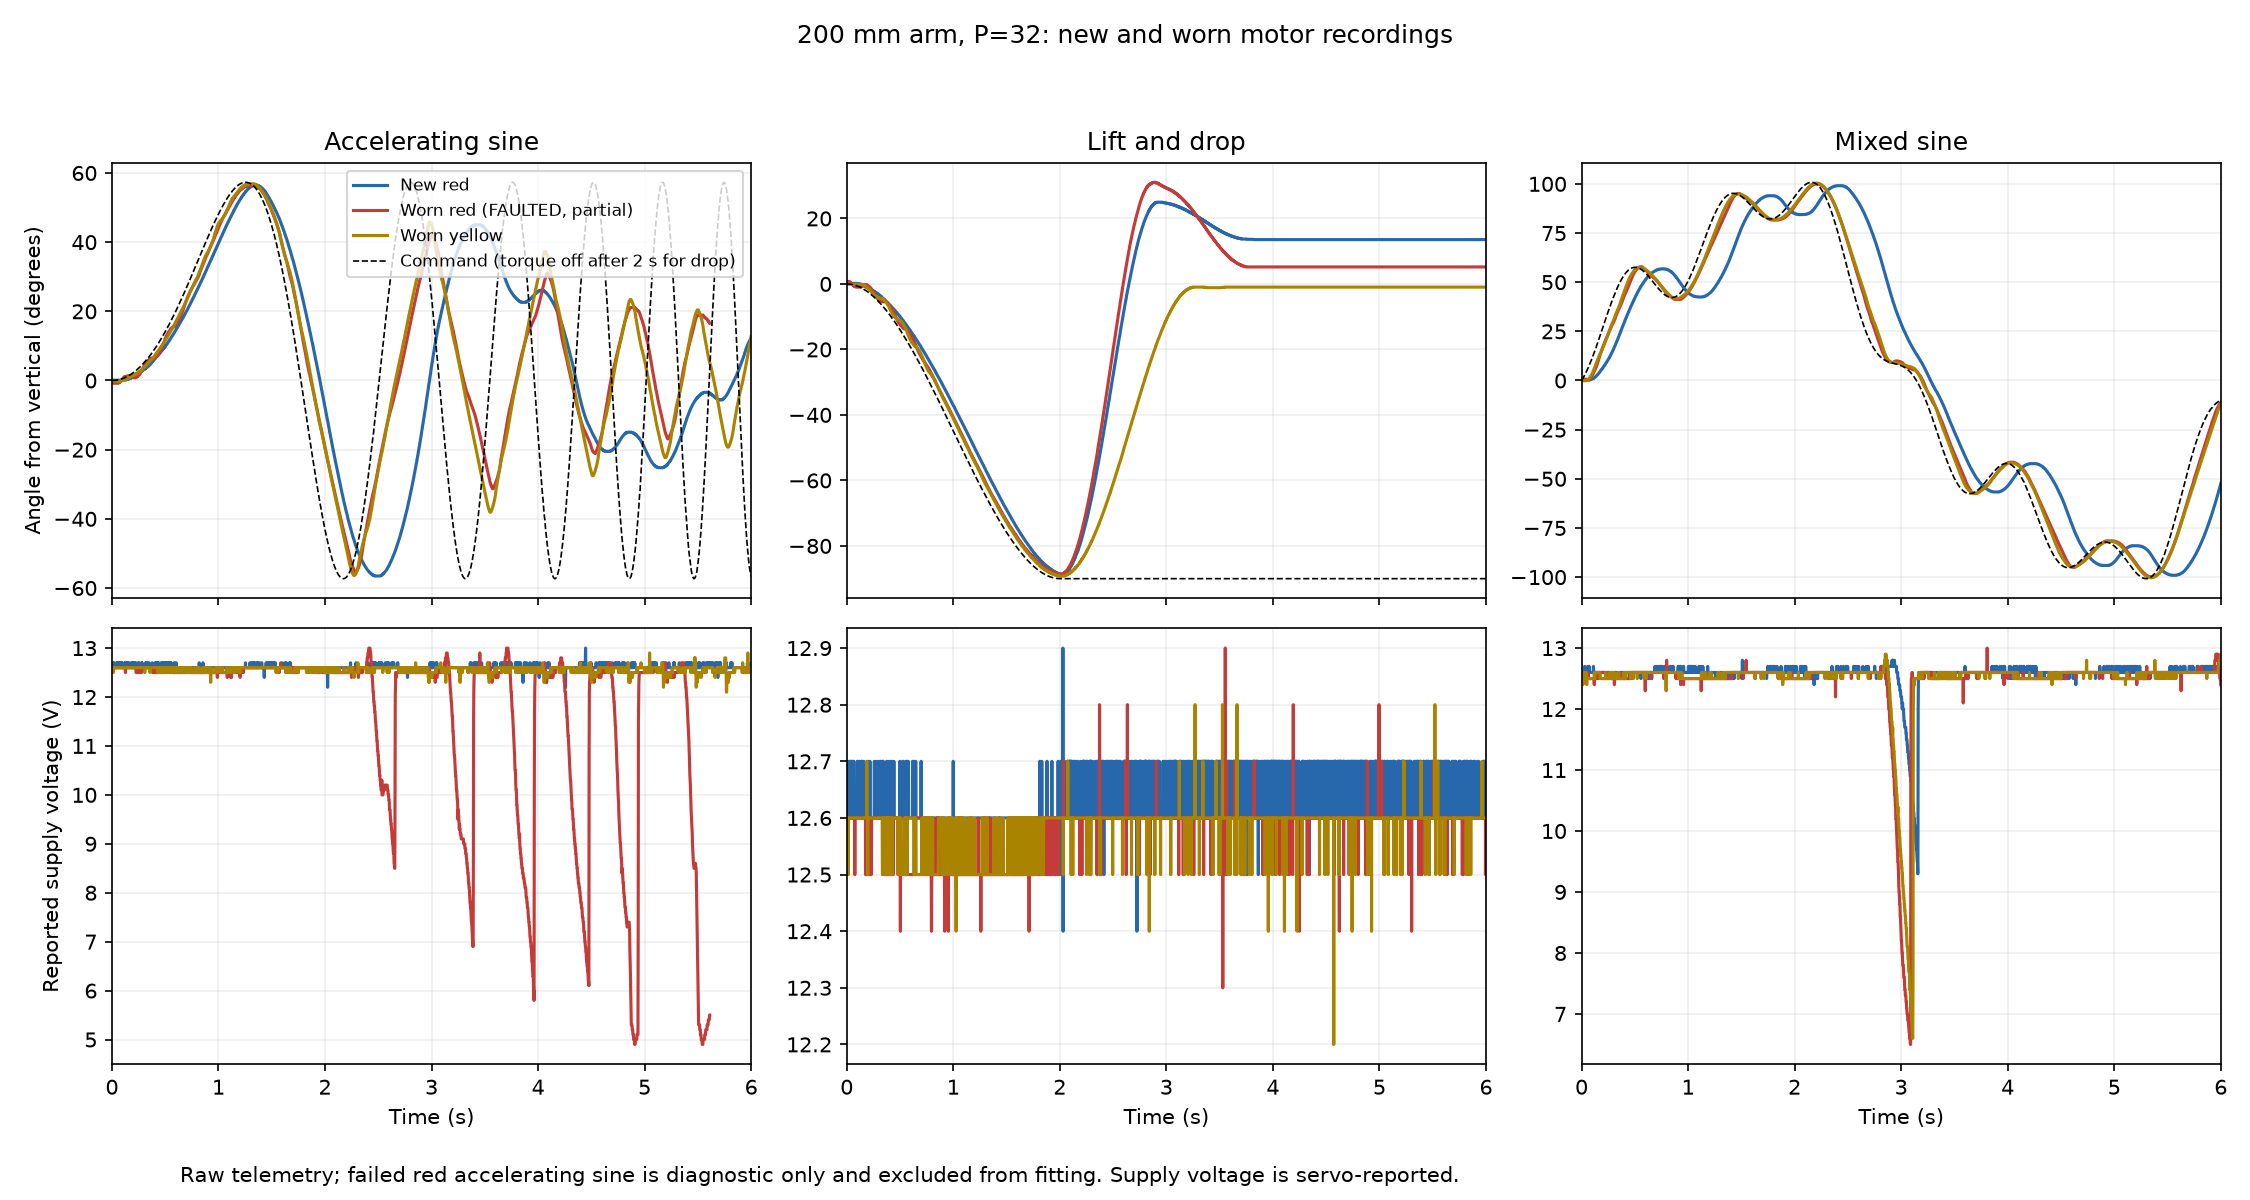 200 mm arm, P=32: new and worn motor recordings
Accelerating sine
Lift and drop
Mixed sine
Angle from vertical (degrees)
60
40
20
0
−20
−40
−60
New red
Worn red (FAULTED, partial)
Worn yellow
Command (torque off after 2 s for drop)
20
0
−20
−40
−60
−80
100
75
50
25
0
−25
−50
−75
−100
Reported supply voltage (V)
13
12
11
10
9
8
7
6
5
0 1 2 3 4 5 6
Time (s)
12.9
12.8
12.7
12.6
12.5
12.4
12.3
12.2
0 1 2 3 4 5 6
Time (s)
13
12
11
10
9
8
7
0 1 2 3 4 5 6
Time (s)
Raw telemetry; failed red accelerating sine is diagnostic only and excluded from fitting. Supply voltage is servo-reported.